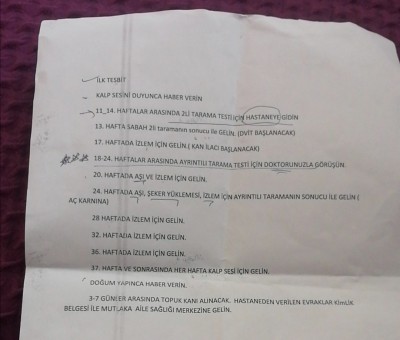 İLK TESBİT
KALP SESİNİ DUYUNCA HABER VERİN
11_14. HAFTALAR ARASINDA 2Lİ TARAMA TESTİ İÇİN HASTANEYE GİDİN
13. HAFTA SABAH 2li taramanın sonucu ile GELİN. (DVİT BAŞLANACAK)
17. HAFTADA İZLEM İÇİN GELİN.( KAN İLACI BAŞLANACAK)
18-24. HAFTALAR ARASINDA AYRINTILI TARAMA TESTİ İÇİN DOKTORUNUZLA GÖRÜŞÜN.
20. HAFTADA AŞI VE İZLEM İÇİN GELİN.
24. HAFTADA AŞI, ŞEKER YÜKLEMESİ, İZLEM İÇİN AYRINTILI TARAMANIN SONUCU İLE GELİN (
AÇ KARNINA)
28 HAFTADA İZLEM İÇİN GELİN.
32. HAFTADA İZLEM İÇİN GELİN.
36. HAFTADA İZLEM İÇİN GELİN.
37. HAFTA VE SONRASINDA HER HAFTA KALP SESİ İÇİN GELİN.
DOĞUM YAPINCA HABER VERİN.
3-7 GÜNLER ARASINDA TOPUK KANI ALINACAK. HASTANEDEN VERİLEN EVRAKLAR KİMLİK
BELGESİ İLE MUTLAKA AİLE SAĞLIĞI MERKEZİNE GELİN.